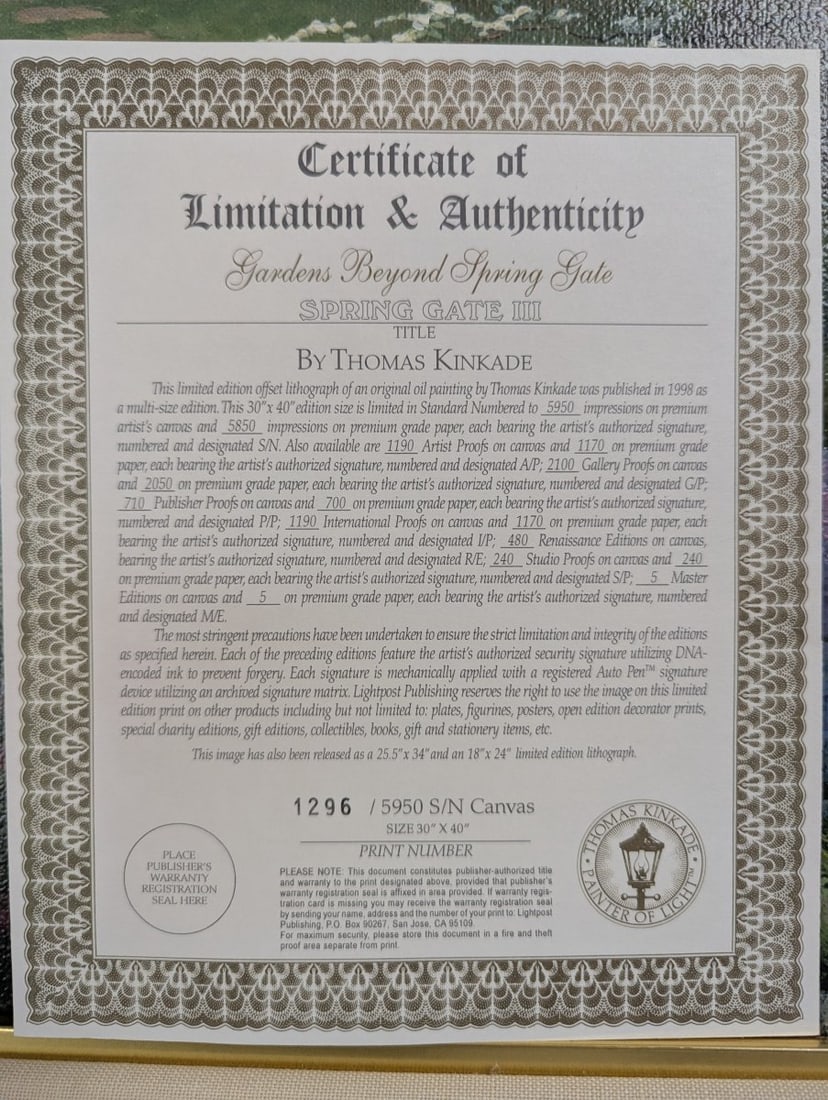 Certificate of
Limitation & Authenticity
Gardens Beyond Spring Gate
SPRING GATE III
TITLE
BY THOMAS KINKADE
This limited edition offset lithograph of an original oil painting by Thomas Kinkade was published in 1998 as
a multi-size edition. This 30"x 40" edition size is limited in Standard Numbered to 5950 impressions on premium
artist's canvas and 5850 impressions on premium grade paper, each bearing the artist's authorized signature,
numbered and designated S/N. Also available are 1190 Artist Proofs on canvas and 1170 on premium grade
paper, each bearing the artist's authorized signature, numbered and designated A/P; 2100 Gallery Proofs on canvas
and 2050 on premium grade paper, each bearing the artist's authorized signature, numbered and designated G/P;
710 Publisher Proofs on canvas and 700 on premium grade paper, each bearing the artist's authorized signature,
numbered and designated P/P; 1190 International Proofs on canvas and 1170 on premium grade paper, each
bearing the artist's authorized signature, numbered and designated I/P; 480 Renaissance Editions on canvas,
bearing the artist's authorized signature, numbered and designated R/E; 240 Studio Proofs on canvas and 240
on premium grade paper, each bearing the artist's authorized signature, numbered and designated S/P; 5 Master
Editions on canvas and 5 on premium grade paper, each bearing the artist's authorized signature, numbered
and designated M/E.
The most stringent precautions have been undertaken to ensure the strict limitation and integrity of the editions
as specified herein. Each of the preceding editions feature the artist's authorized security signature utilizing DNA-
encoded ink to prevent forgery. Each signature is mechanically applied with a registered Auto Pen™ signature
device utilizing an archived signature matrix. Lightpost Publishing reserves the right to use the image on this limited
edition print on other products including but not limited to: plates, figurines, posters, open edition decorator prints,
special charity editions, gift editions, collectibles, books, gift and stationery items, etc.
This image has also been released as a 25.5"x 34" and an 18"x 24" limited edition lithograph.
1296 / 5950 S/N Canvas
SIZE 30" X 40"
PRINT NUMBER
PLACE
PUBLISHER'S
WARRANTY
REGISTRATION
SEAL HERE
PLEASE NOTE: This document constitutes publisher-authorized title
and warranty to the print designated above, provided that publisher's
warranty registration seal is affixed in area provided. If warranty regis-
tration card is missing you may receive the warranty registration seal
by sending your name, address and the number of your print to: Lightpost
Publishing, P.O. Box 90267, San Jose, CA 95109.
For maximum security, please store this document in a fire and theft
proof area separate from print.
THOMAS KINKADE
PAINTER OF LIGHT™